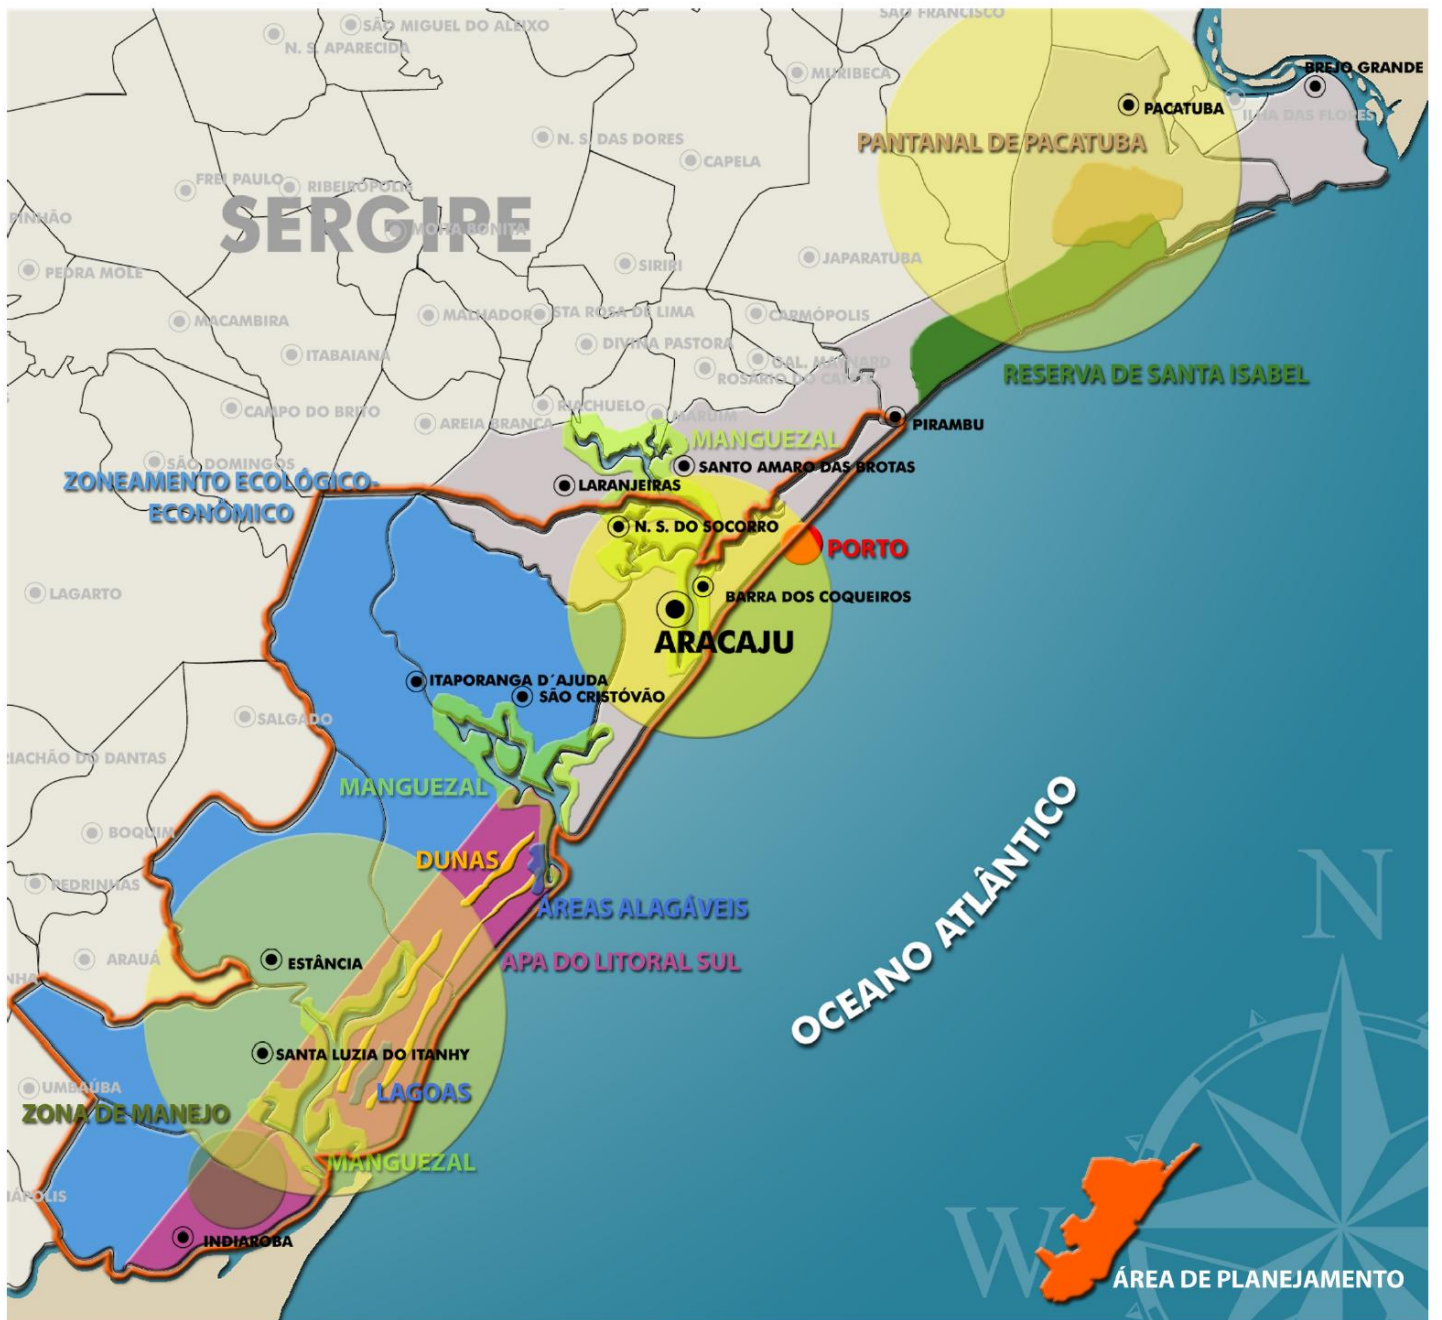 SÃO FRANCISCO
SÃO MIGUEL DO ALEIXO
N. S. APARECIDA
BREJO GRANDE
MURIBECA
PACATUBA
ILHA DAS FLORES
N. S. DAS DORES
PANTANAL DE PACATUBA
CAPELA
FREI PAULO
RIBEIRÓPOLIS
PINHÃO
SERGIPE
MOITA BONITA
JAPARATUBA
SIRIRI
PEDRA MOLE
MALHADOR
STA ROSA DE LIMA
CARMÓPOLIS
MACAMBIRA
DIVINA PASTORA
ITABAIANA
GAL. MAYNARD
ROSÁRIO DO CATETE
RESERVA DE SANTA ISABEL
RIACHUELO
CAMPO DO BRITO
MARUIM
AREIA BRANCA
PIRAMBU
MANGUEZAL
SÃO DOMINGOS
SANTO AMARO DAS BROTAS
ZONEAMENTO ECOLÓGICO-
ECONÔMICO
LARANJEIRAS
N. S. DO SOCORRO
PORTO
LAGARTO
BARRA DOS COQUEIROS
ARACAJU
ITAPORANGA D´AJUDA
SÃO CRISTÓVÃO
SALGADO
IACHÃO DO DANTAS
MANGUEZAL
BOQUIM
DUNAS
PEDRINHAS
ÁREAS ALAGÁVEIS
N
ARAUÁ
ESTÂNCIA
APA DO LITORAL SUL
OCEANO ATLÂNTICO
NHA
SANTA LUZIA DO ITANHY
UMBAÚBA
LAGOAS
ZONA DE MANEJO
MANGUEZAL
ÁPOLIS
INDIAROBA
W
ÁREA DE PLANEJAMENTO